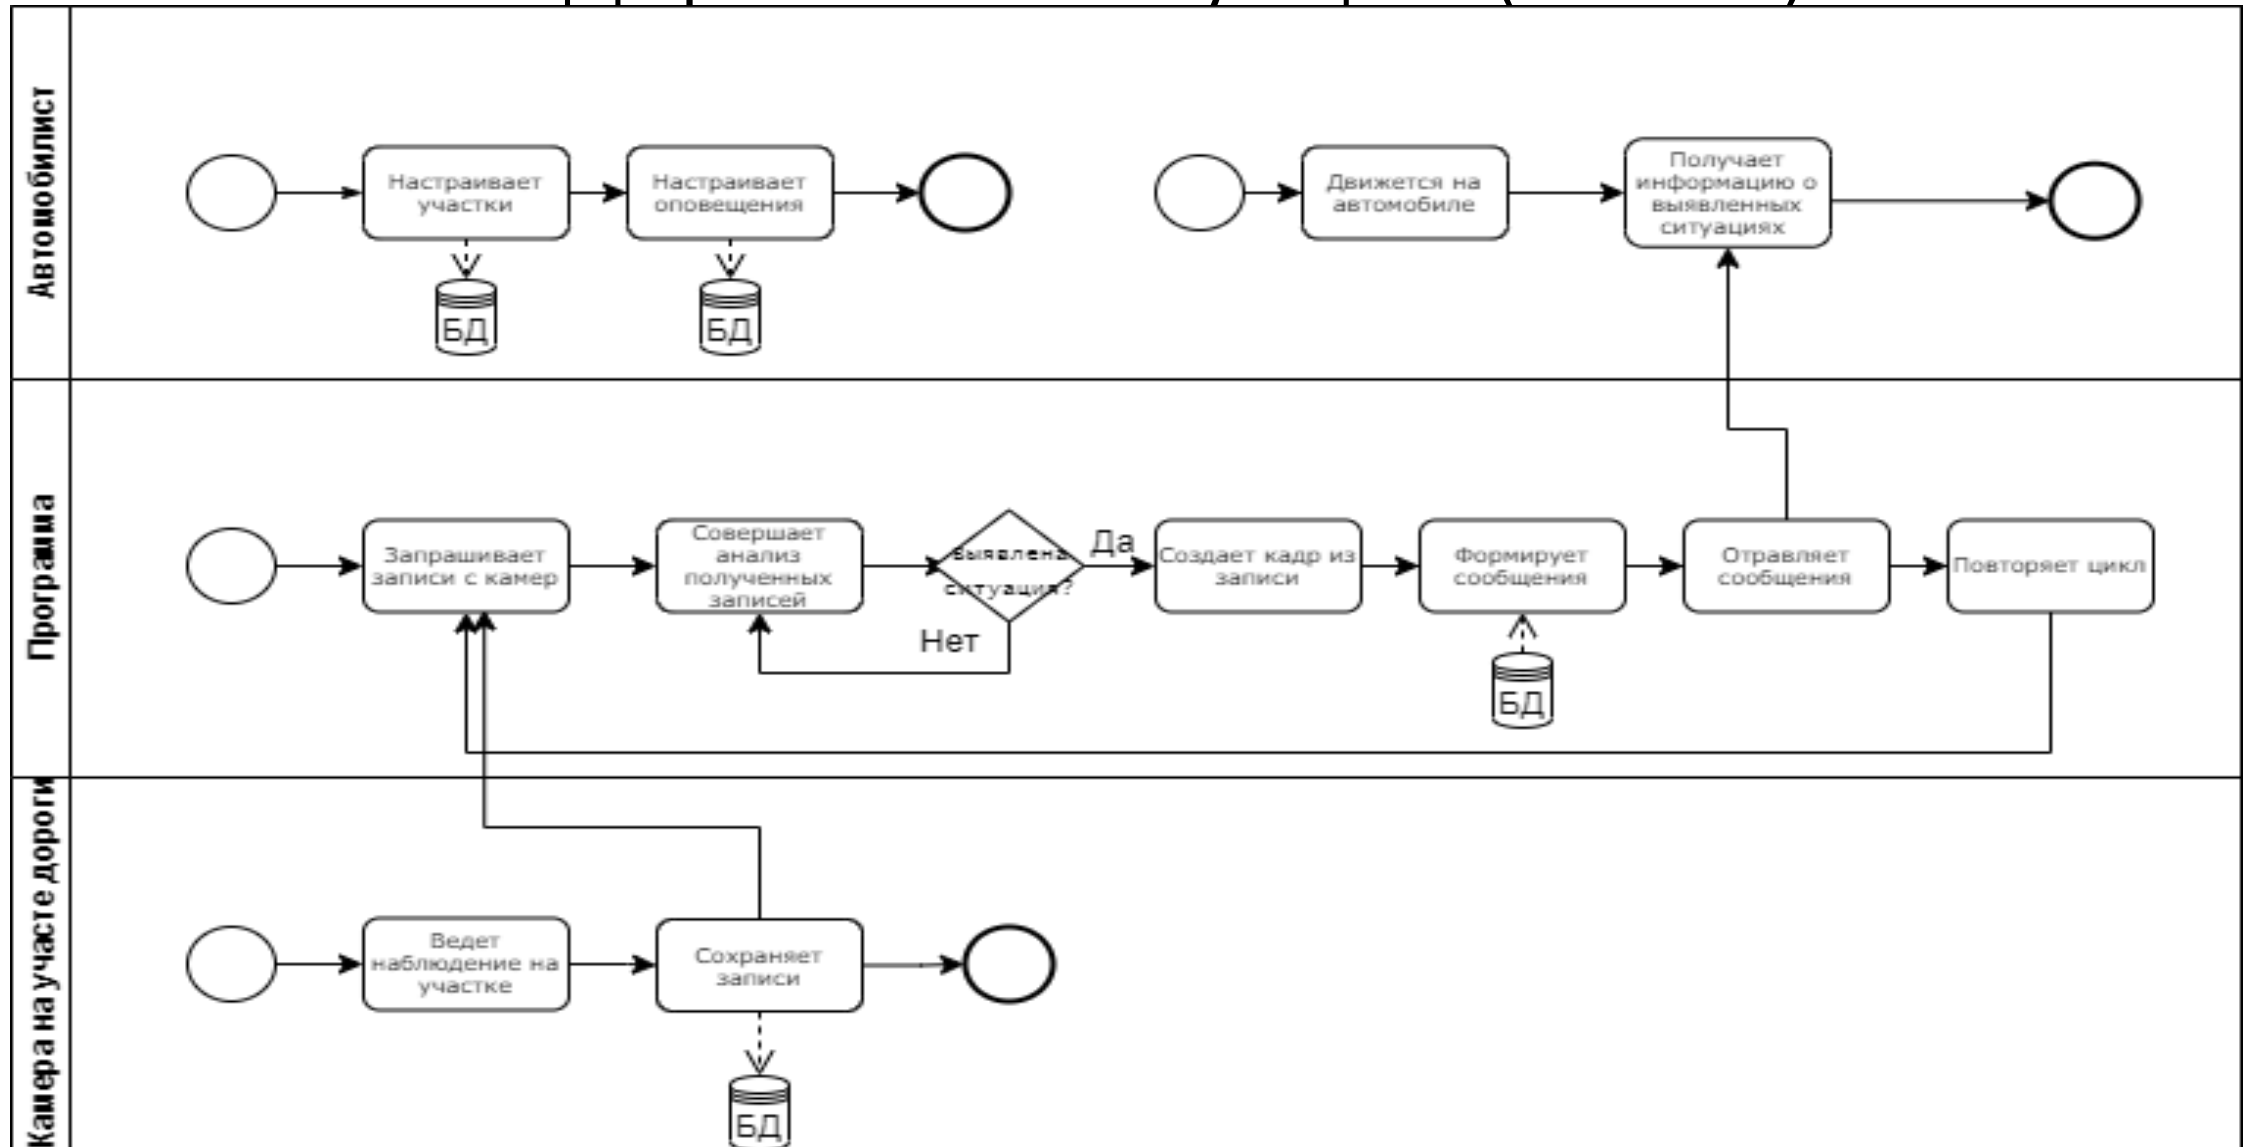 Автомобилист
Настраивает
участки
Настраивает
оповещения
БД
БД
Движется на
автомобиле
Получает
информацию о
выявленных
ситуациях
Программа
Запрашивает
записи с камер
Совершает
анализ
полученных
записей
Выявлена
ситуация?
Да
Нет
Создает кадр из
записи
Формирует
сообщения
БД
Отравляет
сообщения
Повторяет цикл
Камера на участе дороги
Ведет
наблюдение на
участке
Сохраняет
записи
БД